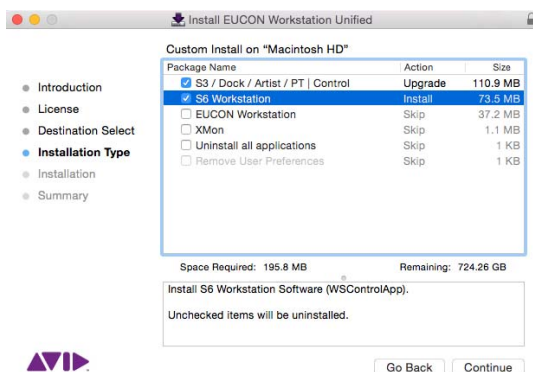 Install EUCON Workstation Unified
Custom Install on "Macintosh HD"
Package Name Action Size
S3 / Dock / Artist / PT | Control Upgrade 110.9 MB
S6 Workstation Install 73.5 MB
EUCON Workstation Skip 37.2 MB
XMon Skip 1.1 MB
Uninstall all applications Skip 1 KB
Remove User Preferences Skip 1 KB
Introduction
License
Destination Select
Installation Type
Installation
Summary
Space Required: 195.8 MB Remaining: 724.26 GB
Install S6 Workstation Software (WSControlApp).
Unchecked items will be uninstalled.
AVID
Go Back Continue